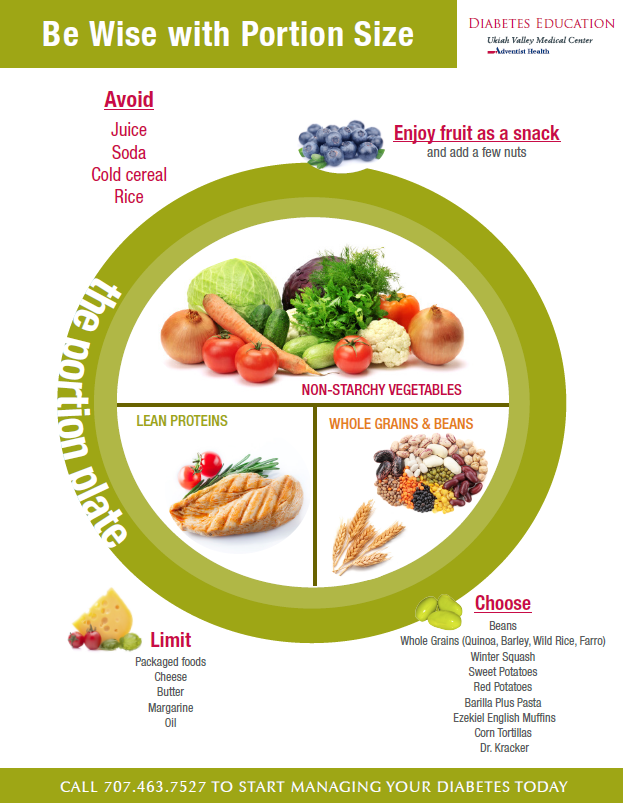 Be Wise with Portion Size
DIABETES EDUCATION
Ukiah Valley Medical Center
Adventist Health
Avoid
Juice
Soda
Cold cereal
Rice
Enjoy fruit as a snack
and add a few nuts
the portion plate
NON-STARCHY VEGETABLES
LEAN PROTEINS
WHOLE GRAINS & BEANS
Limit
Packaged foods
Cheese
Butter
Margarine
Oil
Choose
Beans
Whole Grains (Quinoa, Barley, Wild Rice, Farro)
Winter Squash
Sweet Potatoes
Red Potatoes
Barilla Plus Pasta
Ezekiel English Muffins
Corn Tortillas
Dr. Kracker
CALL 707.463.7527 TO START MANAGING YOUR DIABETES TODAY